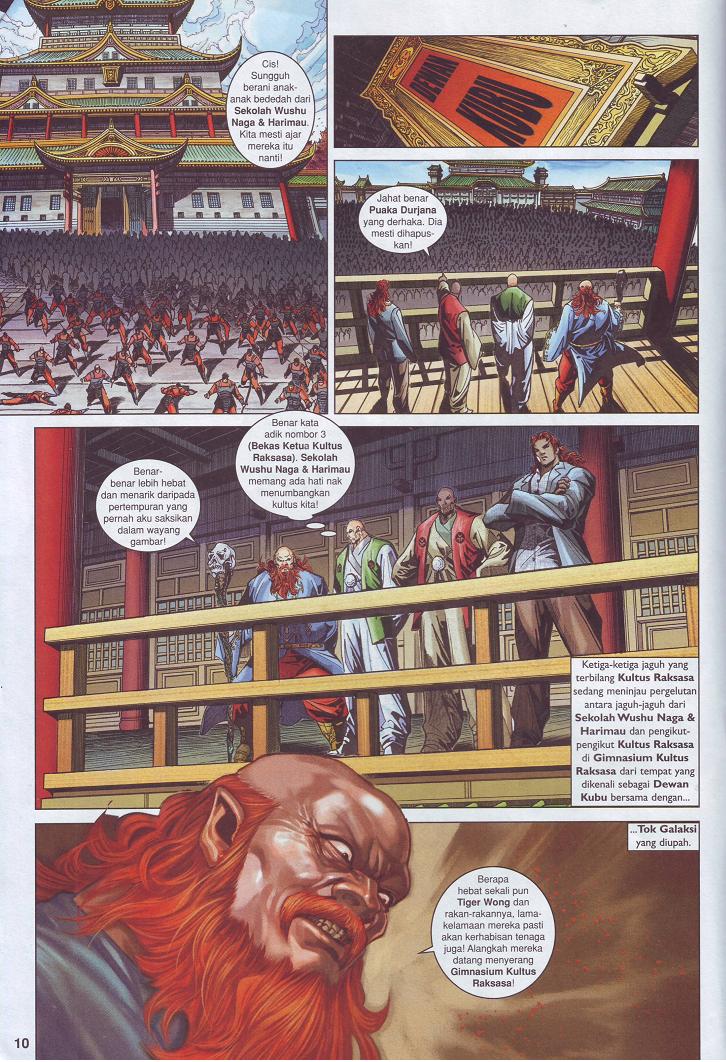 Cis!
Sungguh
berani anak-
anak bededah dari
Sekolah Wushu
Naga & Harimau.
Kita mesti ajar
mereka itu
nanti!
DEWAN
KUBU
Jahat benar
Puaka Durjana
yang derhaka. Dia
mesti dihapus-
kan!
Benar-
benar lebih hebat
dan menarik daripada
pertempuran yang
pernah aku saksikan
dalam wayang
gambar!
Benar kata
adik nombor 3
(Bekas Ketua Kultus
Raksasa). Sekolah
Wushu Naga & Harimau
memang ada hati nak
menumbangkan
kultus kita!
Ketiga-ketiga jaguh yang
terbilang Kultus Raksasa
sedang meninjau pergelutan
antara jaguh-jaguh dari
Sekolah Wushu Naga &
Harimau dan pengikut-
pengikut Kultus Raksasa
di Gimnasium Kultus
Raksasa dari tempat yang
dikenali sebagai Dewan
Kubu bersama dengan...
...Tok Galaksi
yang diupah.
Berapa
hebat sekali pun
Tiger Wong dan
rakan-rakannya, lama-
kelamaan mereka pasti
akan kerhabisan tenaga
juga! Alangkah mereka
datang menyerang
Gimnasium Kultus
Raksasa!
10